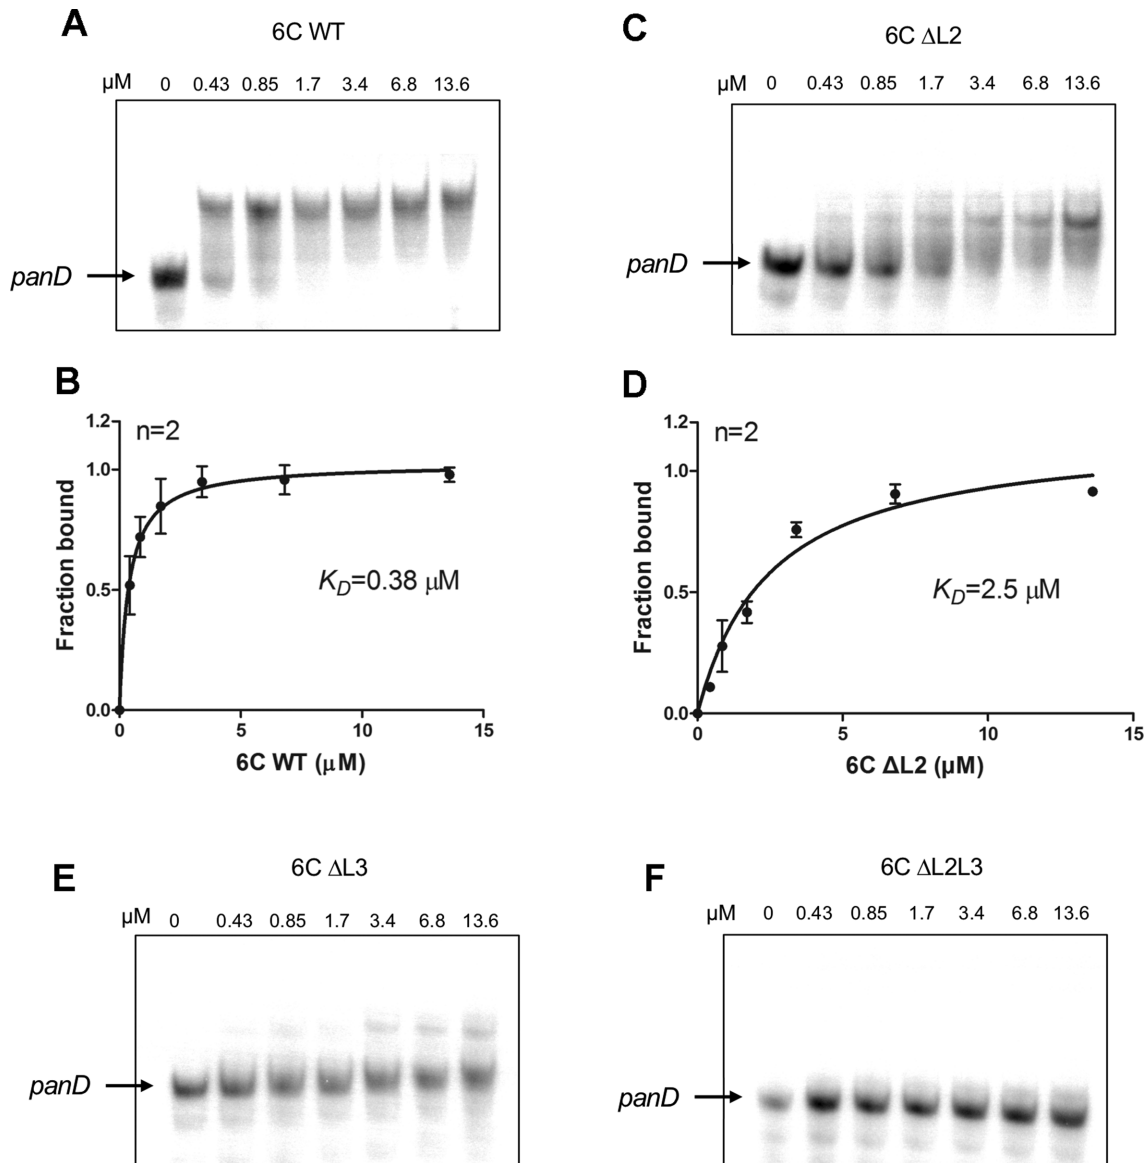 A
6C WT
µM 0 0.43 0.85 1.7 3.4 6.8 13.6
panD
C
6C ΔL2
µM 0 0.43 0.85 1.7 3.4 6.8 13.6
panD
B
n=2
1.2
1.0
0.5
0.0
Fraction bound
K_D=0.38 µM
0 5 10 15
6C WT (µM)
D
n=2
1.2
1.0
0.5
0.0
Fraction bound
K_D=2.5 µM
0 5 10 15
6C ΔL2 (µM)
E
6C ΔL3
µM 0 0.43 0.85 1.7 3.4 6.8 13.6
panD
F
6C ΔL2L3
µM 0 0.43 0.85 1.7 3.4 6.8 13.6
panD